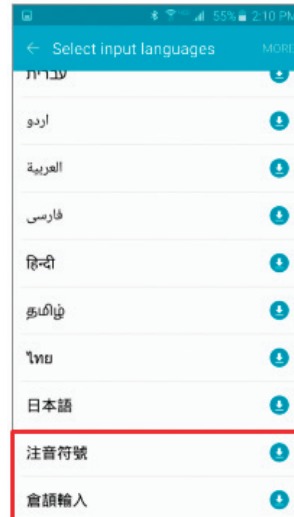 55% 2:10 PM
← Select input languages MORE
עברית
اردو
العربية
فارسی
हिन्दी
தமிழ்
ไทย
日本語
注音符號
倉頡輸入